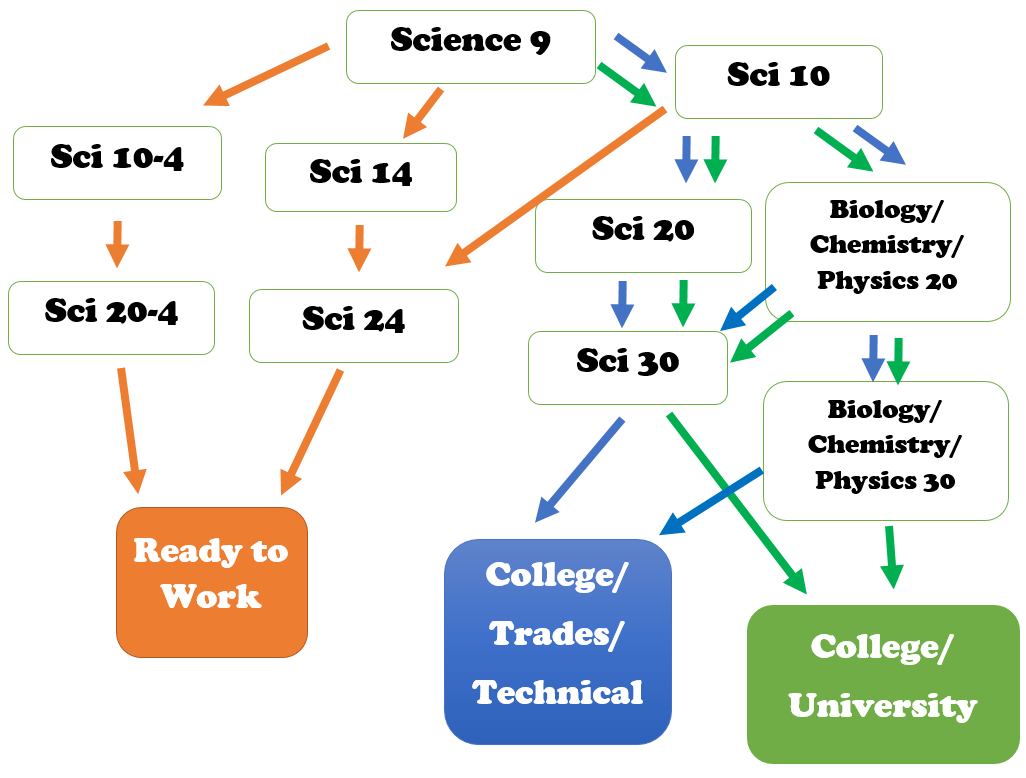 Science 9
Sci 10
Sci 10-4
Sci 14
Sci 20
Biology/
Chemistry/
Physics 20
Sci 20-4
Sci 24
Sci 30
Biology/
Chemistry/
Physics 30
Ready to
Work
College/
Trades/
Technical
College/
University